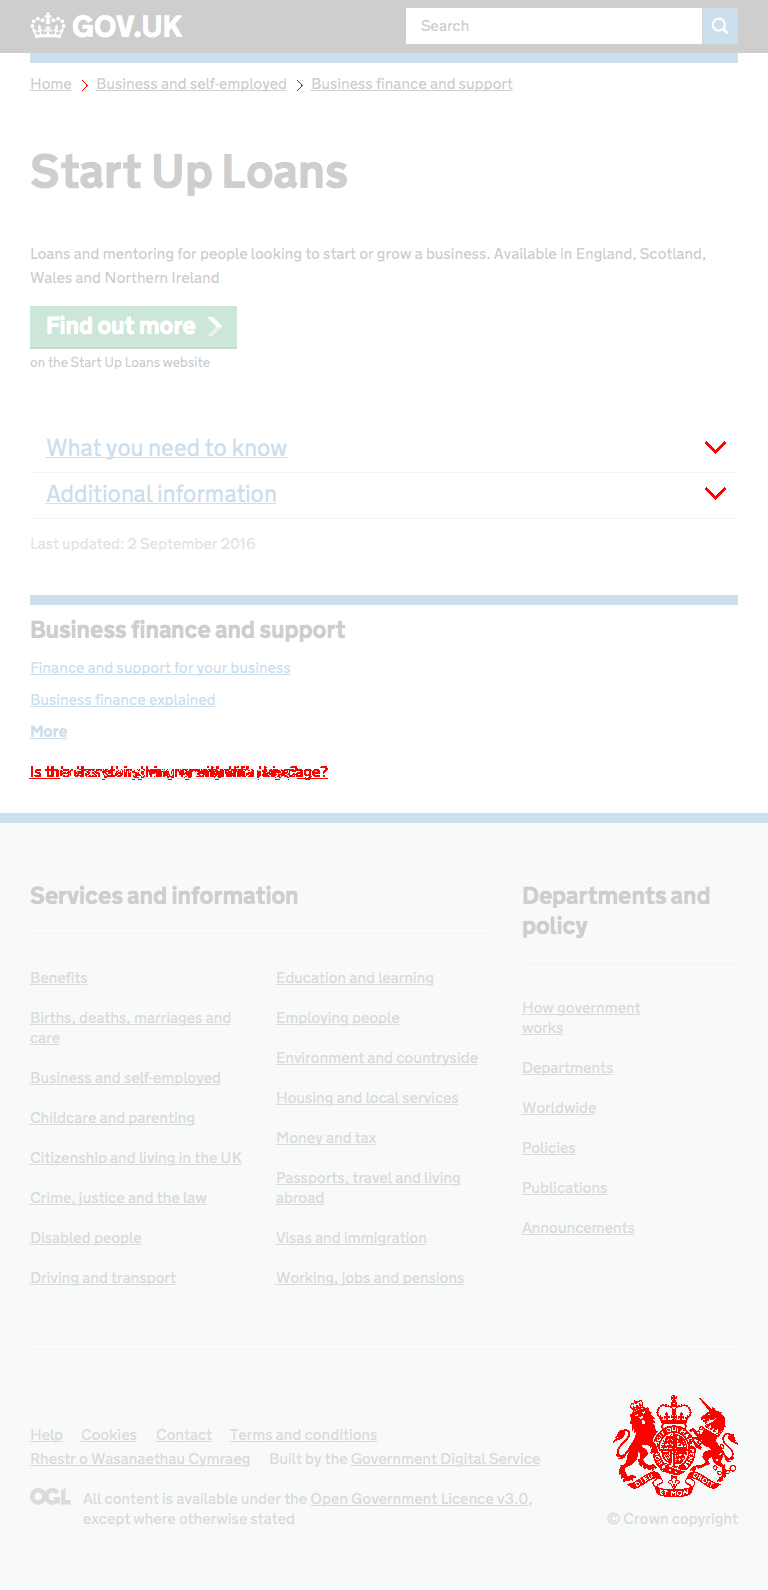 GOV.UK
Search
Home
Business and self-employed
Business finance and support
Start Up Loans
Loans and mentoring for people looking to start or grow a business. Available in England, Scotland,
Wales and Northern Ireland
Find out more
on the Start Up Loans website
What you need to know
Additional information
Last updated: 2 September 2016
Business finance and support
Finance and support for your business
Business finance explained
More
Services and information
Benefits
Births, deaths, marriages and
care
Business and self-employed
Childcare and parenting
Citizenship and living in the UK
Crime, justice and the law
Disabled people
Driving and transport
Education and learning
Employing people
Environment and countryside
Housing and local services
Money and tax
Passports, travel and living
abroad
Visas and immigration
Working, jobs and pensions
Departments and
policy
How government
works
Departments
Worldwide
Policies
Publications
Announcements
Help Cookies Contact Terms and conditions
Rhestr o Wasanaethau Cymraeg Built by the Government Digital Service
OGL All content is available under the Open Government Licence v3.0,
except where otherwise stated
© Crown copyright